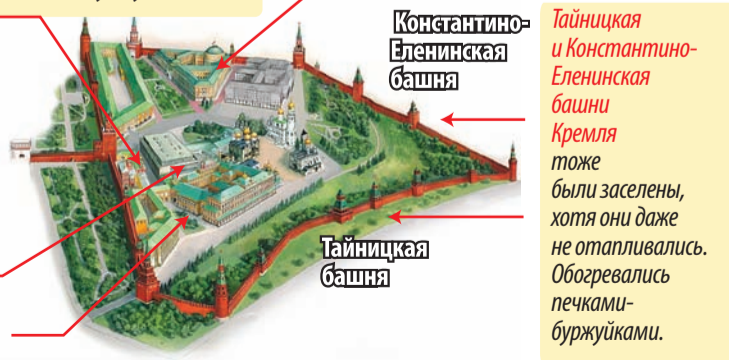 Константино-
Еленинская
башня
Тайницкая
башня
Тайницкая
и Константино-
Еленинская
башни
Кремля
тоже
были заселены,
хотя они даже
не отапливались.
Обогревались
печками-
буржуйками.